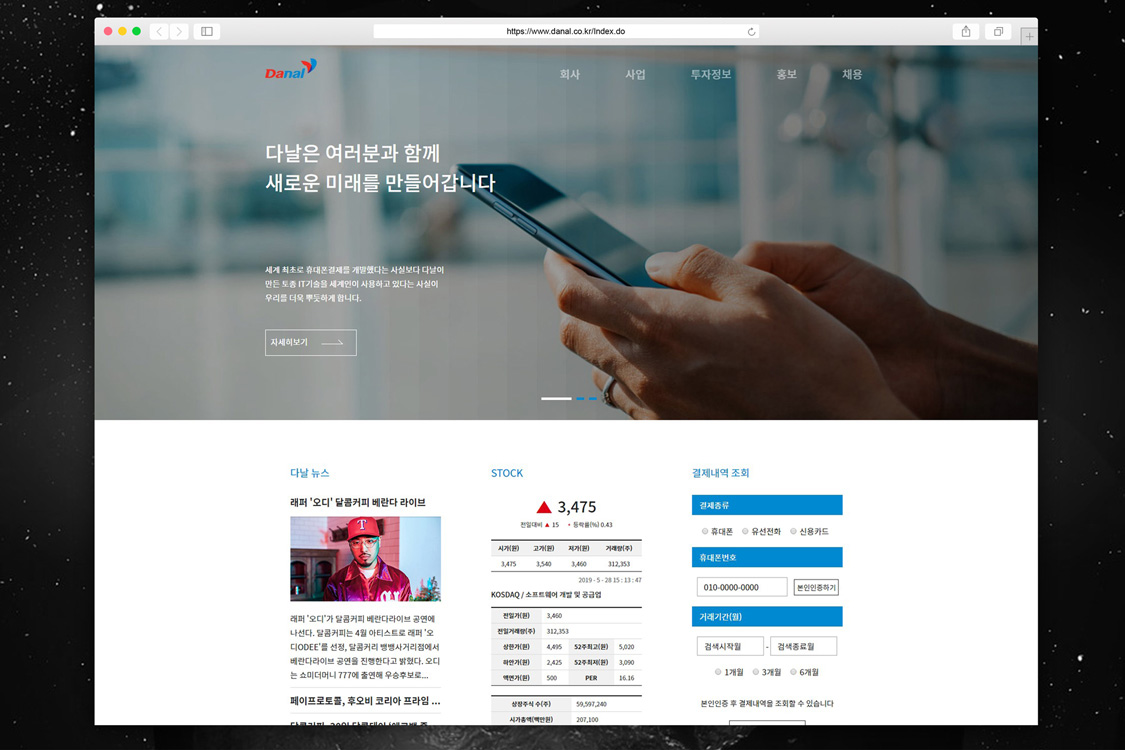 https://www.danal.co.kr/Index.do
Danal
회사 사업 투자정보 홍보 채용
다날은 여러분과 함께
새로운 미래를 만들어갑니다
세계 최초로 휴대폰결제를 개발했다는 사실보다 다날이
만든 토종 IT기술을 세계인이 사용하고 있다는 사실이
우리를 더욱 뿌듯하게 합니다.
자세히보기
다날 뉴스
래퍼 '오디' 달콤커피 베란다 라이브
T
래퍼 '오디'가 달콤커피 베란다라이브 공연에
나선다. 달콤커피는 4월 아티스트로 래퍼 '오
디ODEE'를 선정, 달콤커리 뱅뱅사거리점에서
베란다라이브 공연을 진행한다고 밝혔다. 오디
는 쇼미더머니 777에 출연해 우승후보로...
페이프로토콜, 후오비 코리아 프라임 ...
STOCK
▲ 3,475
전일대비 ▲ 15 • 등락율(%) 0.43
시가(원) 고가(원) 저가(원) 거래량(주)
3,475 3,540 3,460 312,353
2019 - 5 - 28 15 : 13 : 47
KOSDAQ / 소프트웨어 개발 및 공급업
전일가(원) 3,460
전일거래량(주) 312,353
상한가(원) 4,495 52주최고(원) 5,020
하안가(원) 2,425 52주최저(원) 3,090
액면가(원) 500 PER 16.16
상장주식 수(주) 59,597,240
시가총액(백만원) 207,100
결제내역 조회
결제종류
휴대폰 유선전화 신용카드
휴대폰번호
010-0000-0000 본인인증하기
거래기간(월)
검색시작월 - 검색종료월
1개월 3개월 6개월
본인인증 후 결제내역을 조회할 수 있습니다